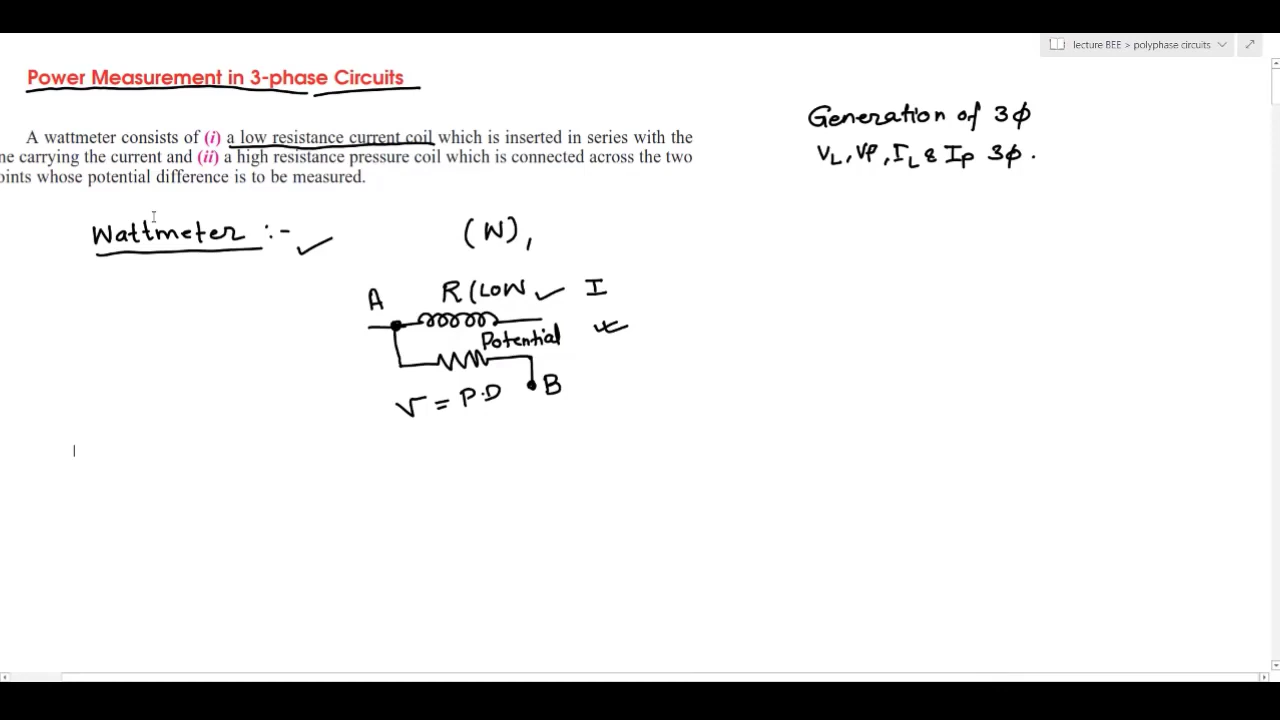 lecture BEE > polyphase circuits
Power Measurement in 3-phase Circuits
Generation of 3ϕ
VL, VP, IL & IP 3ϕ.
A wattmeter consists of (i) a low resistance current coil which is inserted in series with the
ne carrying the current and (ii) a high resistance pressure coil which is connected across the two
oints whose potential difference is to be measured.
Wattmeter :-
(W),
A R(LOW I
Potential
V = P.D B